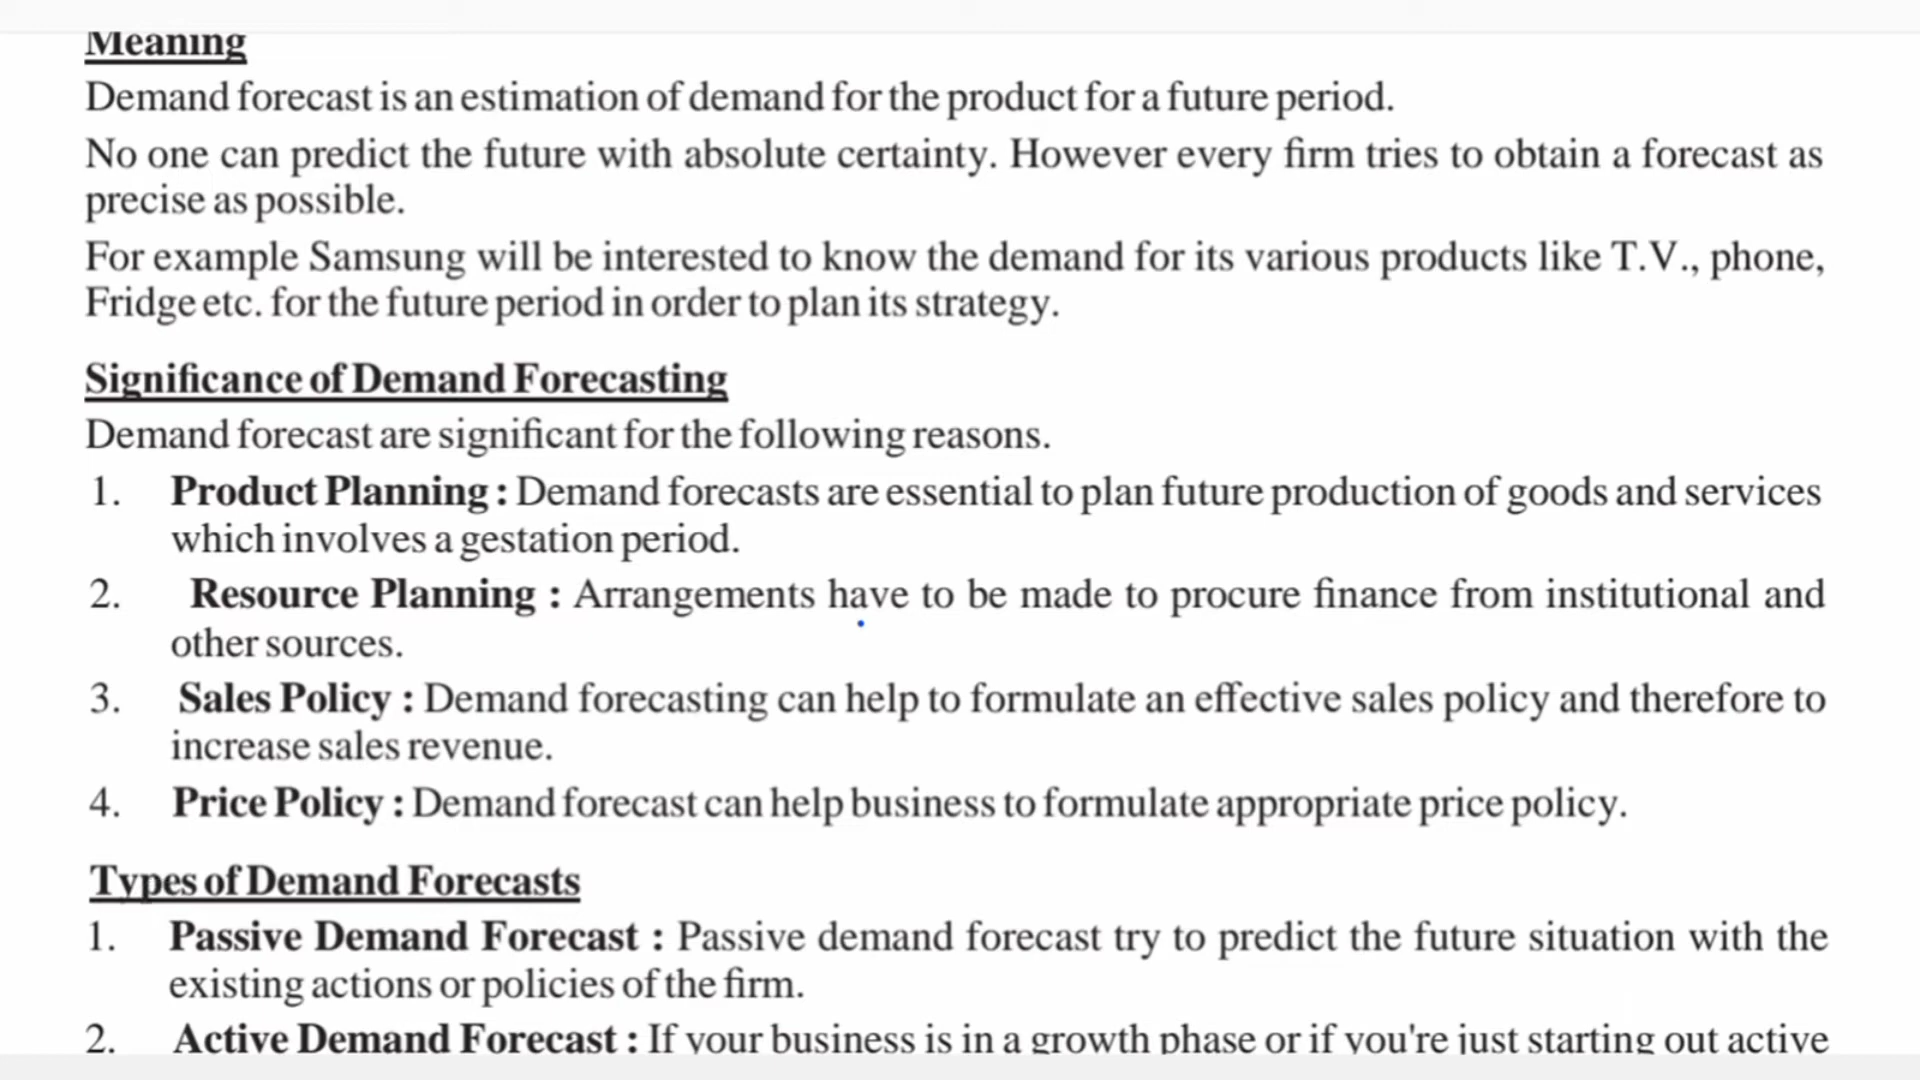 Meaning
Demand forecast is an estimation of demand for the product for a future period.
No one can predict the future with absolute certainty. However every firm tries to obtain a forecast as
precise as possible.
For example Samsung will be interested to know the demand for its various products like T.V., phone,
Fridge etc. for the future period in order to plan its strategy.
Significance of Demand Forecasting
Demand forecast are significant for the following reasons.
1. Product Planning : Demand forecasts are essential to plan future production of goods and services
which involves a gestation period.
2. Resource Planning : Arrangements have to be made to procure finance from institutional and
other sources.
3. Sales Policy : Demand forecasting can help to formulate an effective sales policy and therefore to
increase sales revenue.
4. Price Policy : Demand forecast can help business to formulate appropriate price policy.
Types of Demand Forecasts
1. Passive Demand Forecast : Passive demand forecast try to predict the future situation with the
existing actions or policies of the firm.
2. Active Demand Forecast : If your business is in a growth phase or if you're just starting out active